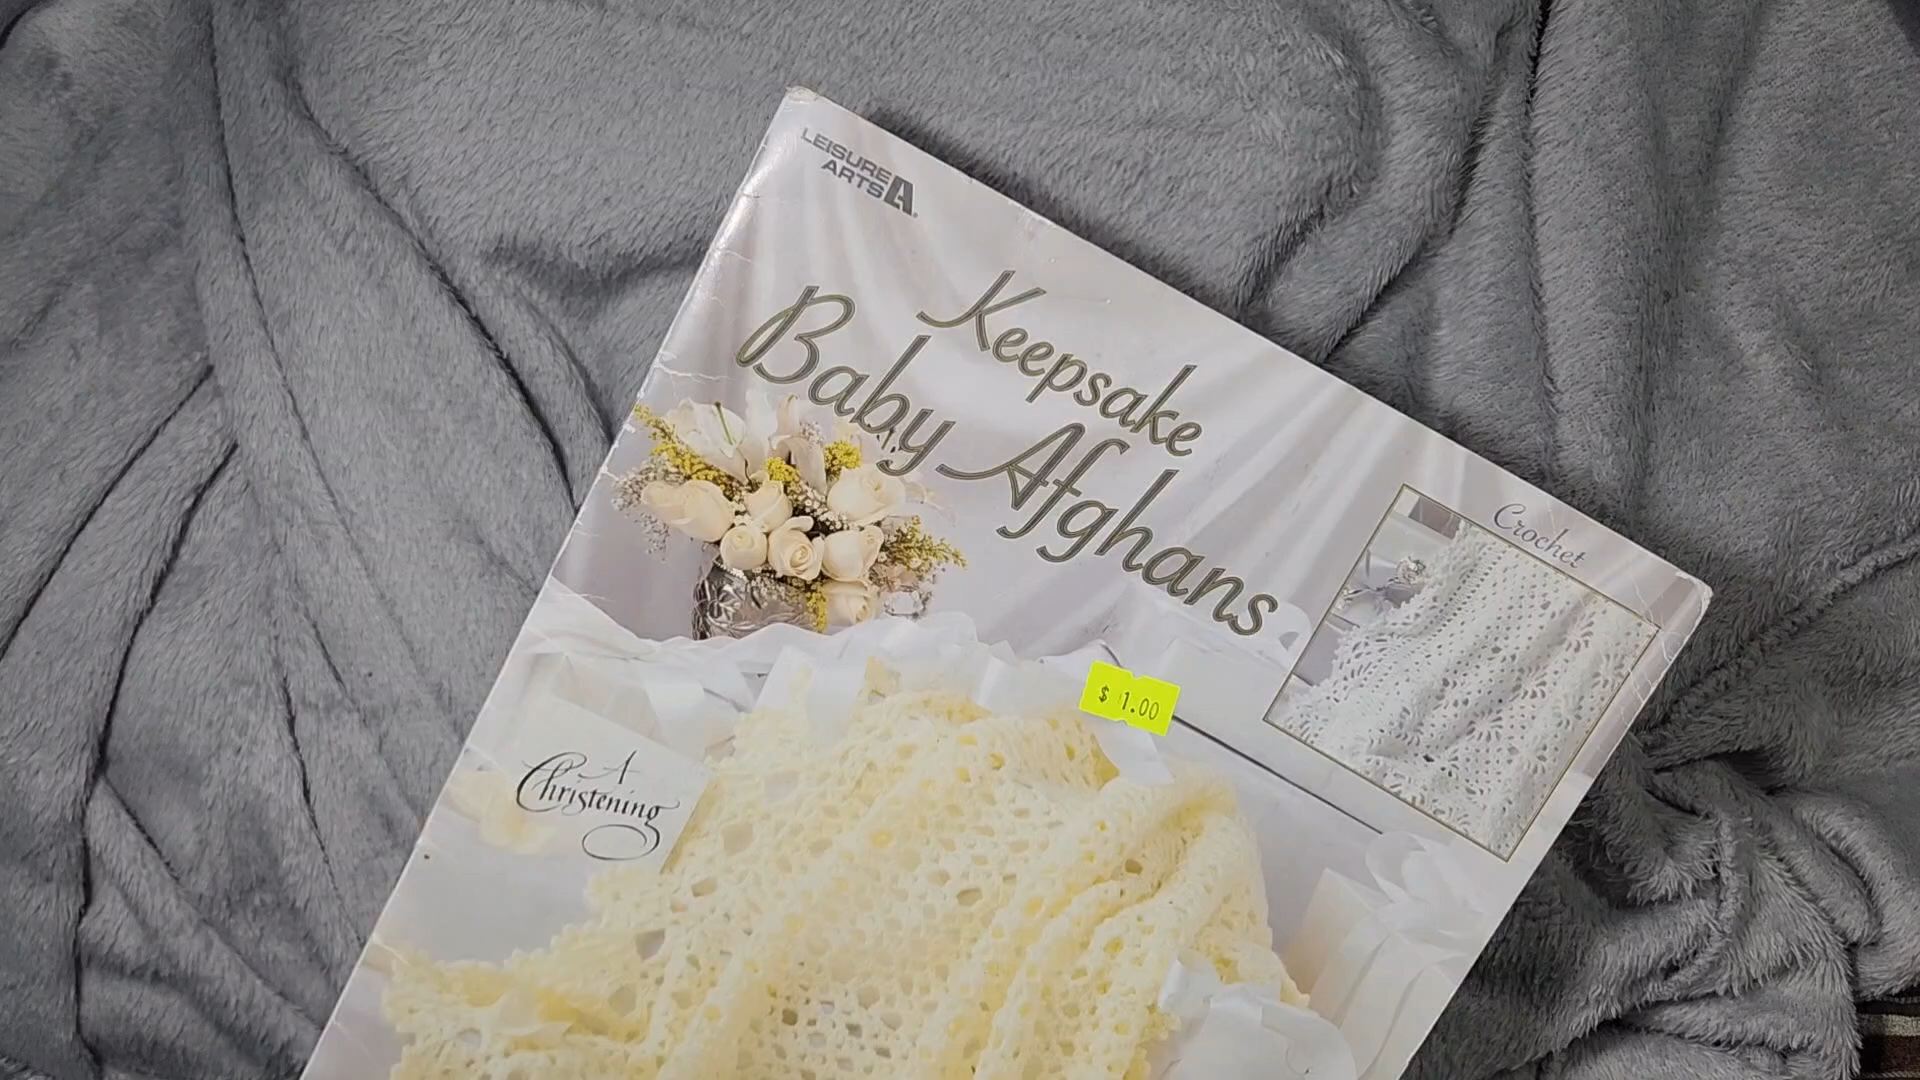 LEISURE
ARTS
Keepsake
Baby Afghans
Crochet
$ 1.00
A
Christening